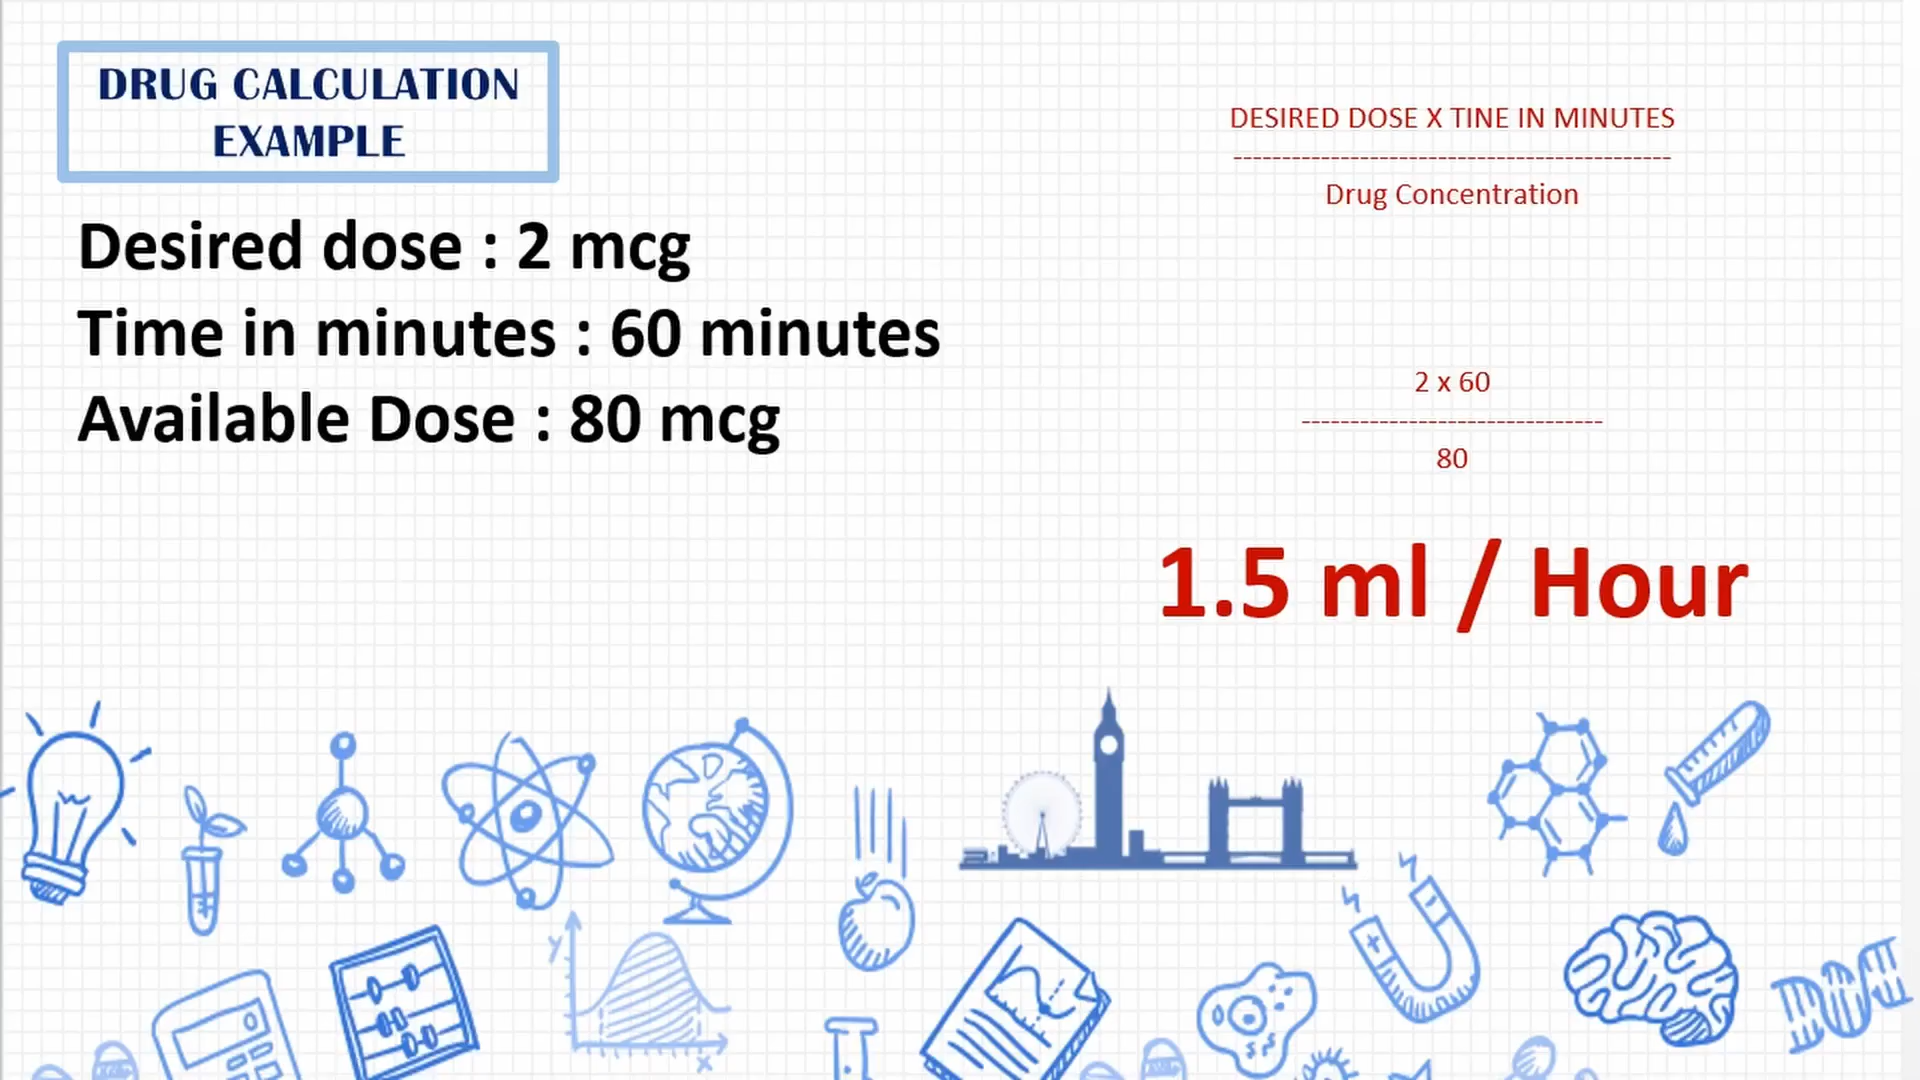 DRUG CALCULATION
EXAMPLE
Desired dose : 2 mcg
Time in minutes : 60 minutes
Available Dose : 80 mcg
DESIRED DOSE X TINE IN MINUTES
---------------------------------------------
Drug Concentration
2 x 60
-------------------------------
80
1.5 ml / Hour
y
x